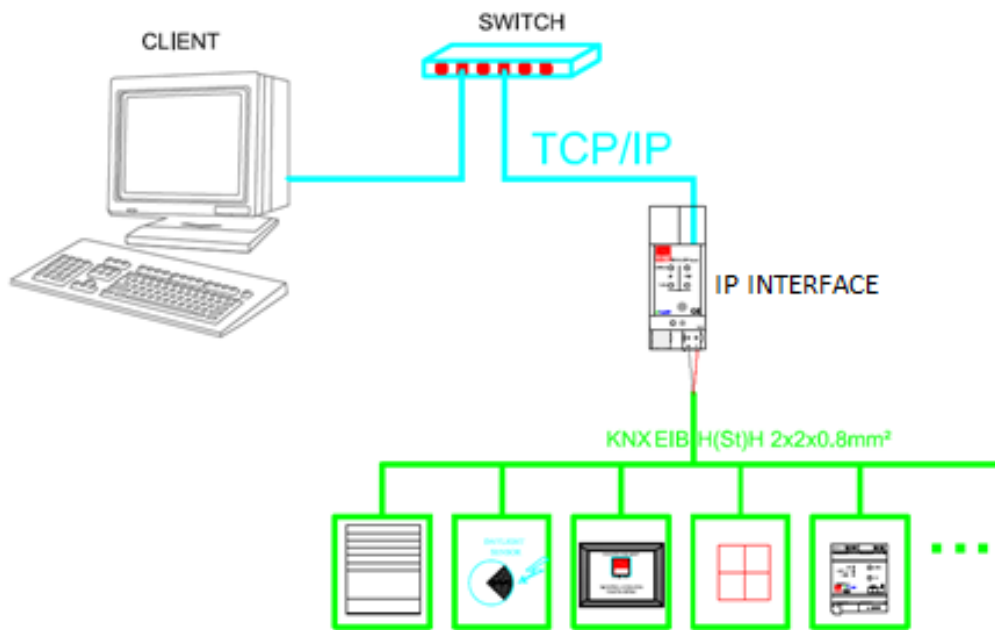 CLIENT
SWITCH
TCP/IP
IP INTERFACE
KNX EIB H(St)H 2x2x0.8mm²